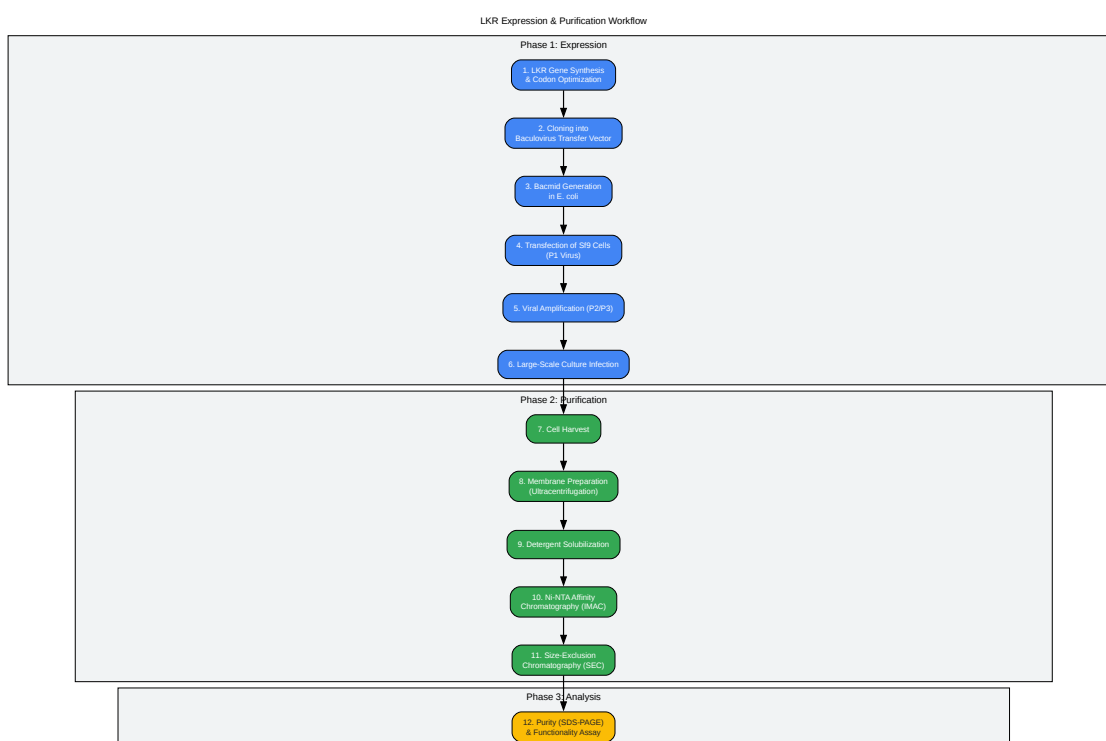 LKR Expression & Purification Workflow
Phase 1: Expression
1. LKR Gene Synthesis
& Codon Optimization
2. Cloning into
Baculovirus Transfer Vector
3. Bacmid Generation
in E. coli
4. Transfection of Sf9 Cells
(P1 Virus)
5. Viral Amplification (P2/P3)
6. Large-Scale Culture Infection
Phase 2: Purification
7. Cell Harvest
8. Membrane Preparation
(Ultracentrifugation)
9. Detergent Solubilization
10. Ni-NTA Affinity
Chromatography (IMAC)
11. Size-Exclusion
Chromatography (SEC)
Phase 3: Analysis
12. Purity (SDS-PAGE)
& Functionality Assay